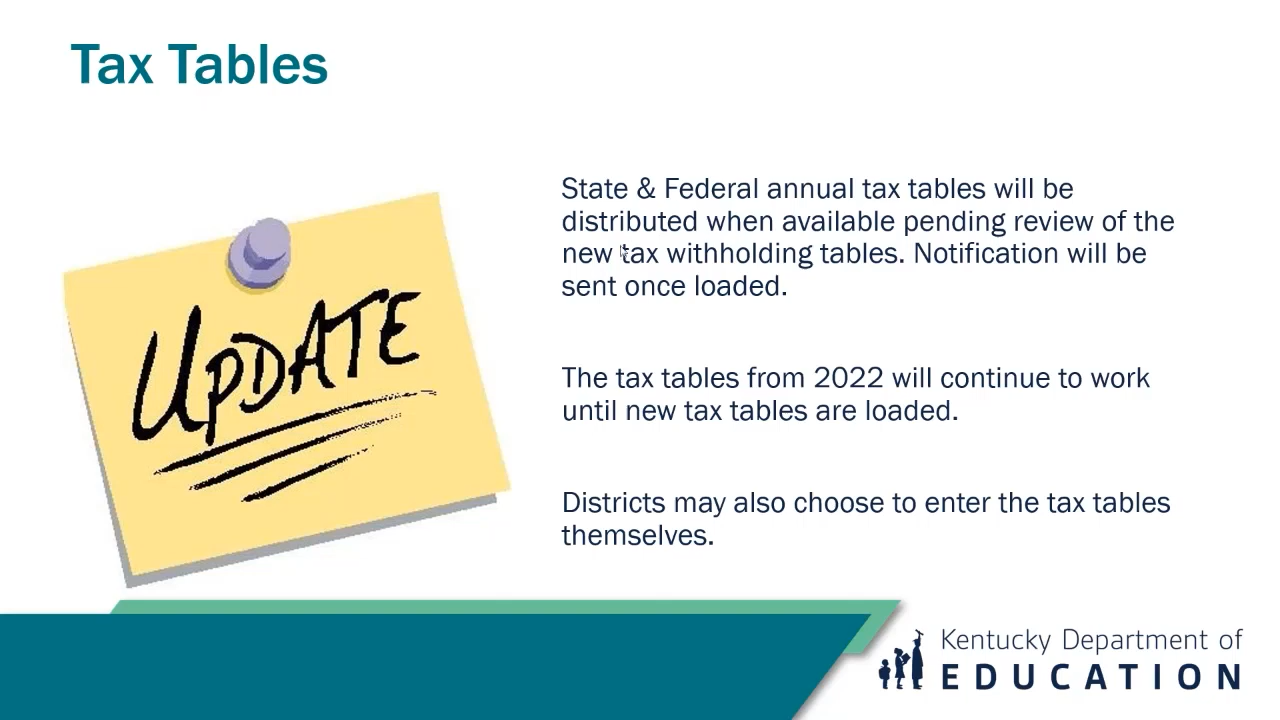 Tax Tables
UPDATE
State & Federal annual tax tables will be
distributed when available pending review of the
new tax withholding tables. Notification will be
sent once loaded.
The tax tables from 2022 will continue to work
until new tax tables are loaded.
Districts may also choose to enter the tax tables
themselves.
Kentucky Department of
EDUCATION